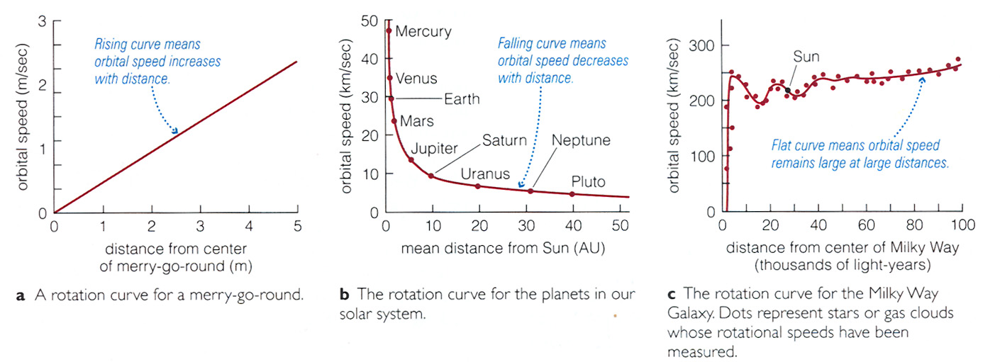 3
2
1
0
orbital speed (m/sec)
Rising curve means
orbital speed increases
with distance.
0 1 2 3 4 5
distance from center
of merry-go-round (m)
a A rotation curve for a merry-go-round.
50
40
30
20
10
0
orbital speed (km/sec)
Mercury
Venus
Earth
Mars
Jupiter
Saturn
Uranus
Neptune
Pluto
Falling curve means
orbital speed decreases
with distance.
0 10 20 30 40 50
mean distance from Sun (AU)
b The rotation curve for the planets in our
solar system.
300
200
100
0
orbital speed (km/sec)
Sun
Flat curve means orbital speed
remains large at large distances.
0 20 40 60 80 100
distance from center of Milky Way
(thousands of light-years)
c The rotation curve for the Milky Way
Galaxy. Dots represent stars or gas clouds
whose rotational speeds have been
measured.